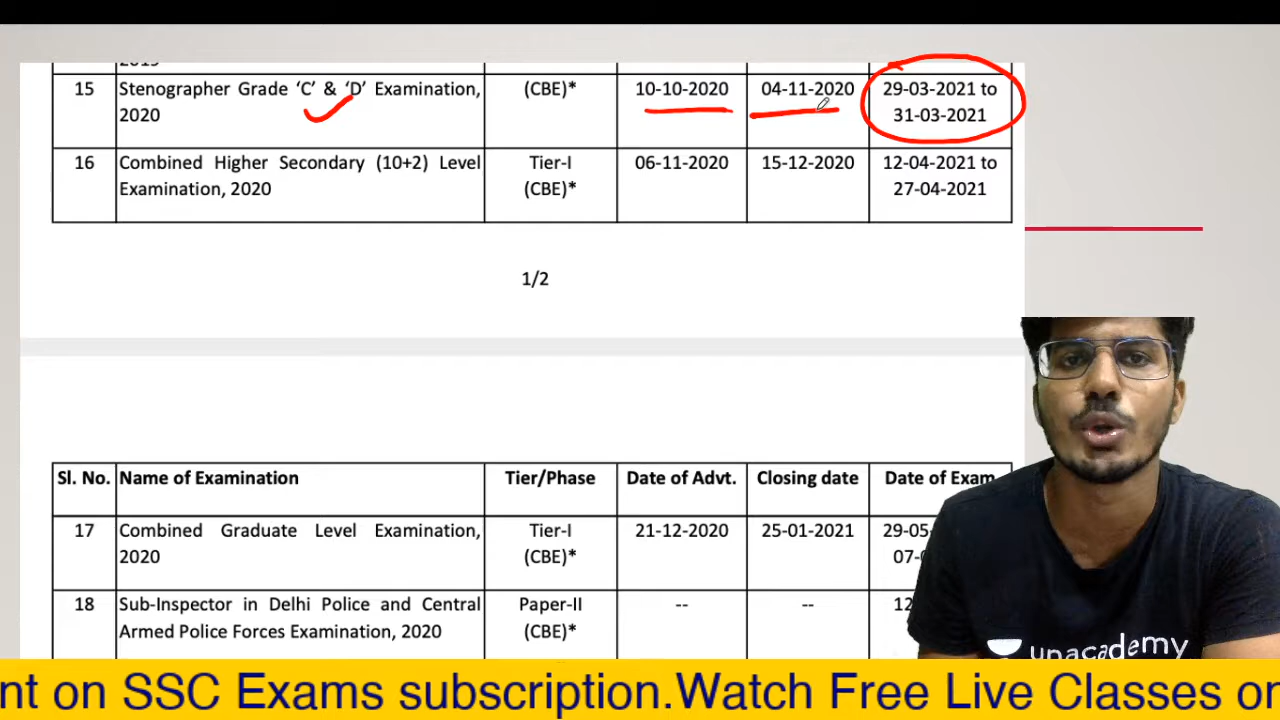 15 Stenographer Grade ‘C’ & ‘D’ Examination, (CBE)* 10-10-2020 04-11-2020 29-03-2021 to
2020 31-03-2021
16 Combined Higher Secondary (10+2) Level Tier-I 06-11-2020 15-12-2020 12-04-2021 to
Examination, 2020 (CBE)* 27-04-2021
1/2
Sl. No. Name of Examination Tier/Phase Date of Advt. Closing date Date of Exam
17 Combined Graduate Level Examination, Tier-I 21-12-2020 25-01-2021 29-05-
2020 (CBE)* 07-
18 Sub-Inspector in Delhi Police and Central Paper-II -- -- 12
Armed Police Forces Examination, 2020 (CBE)*
unacademy
nt on SSC Exams subscription.Watch Free Live Classes on